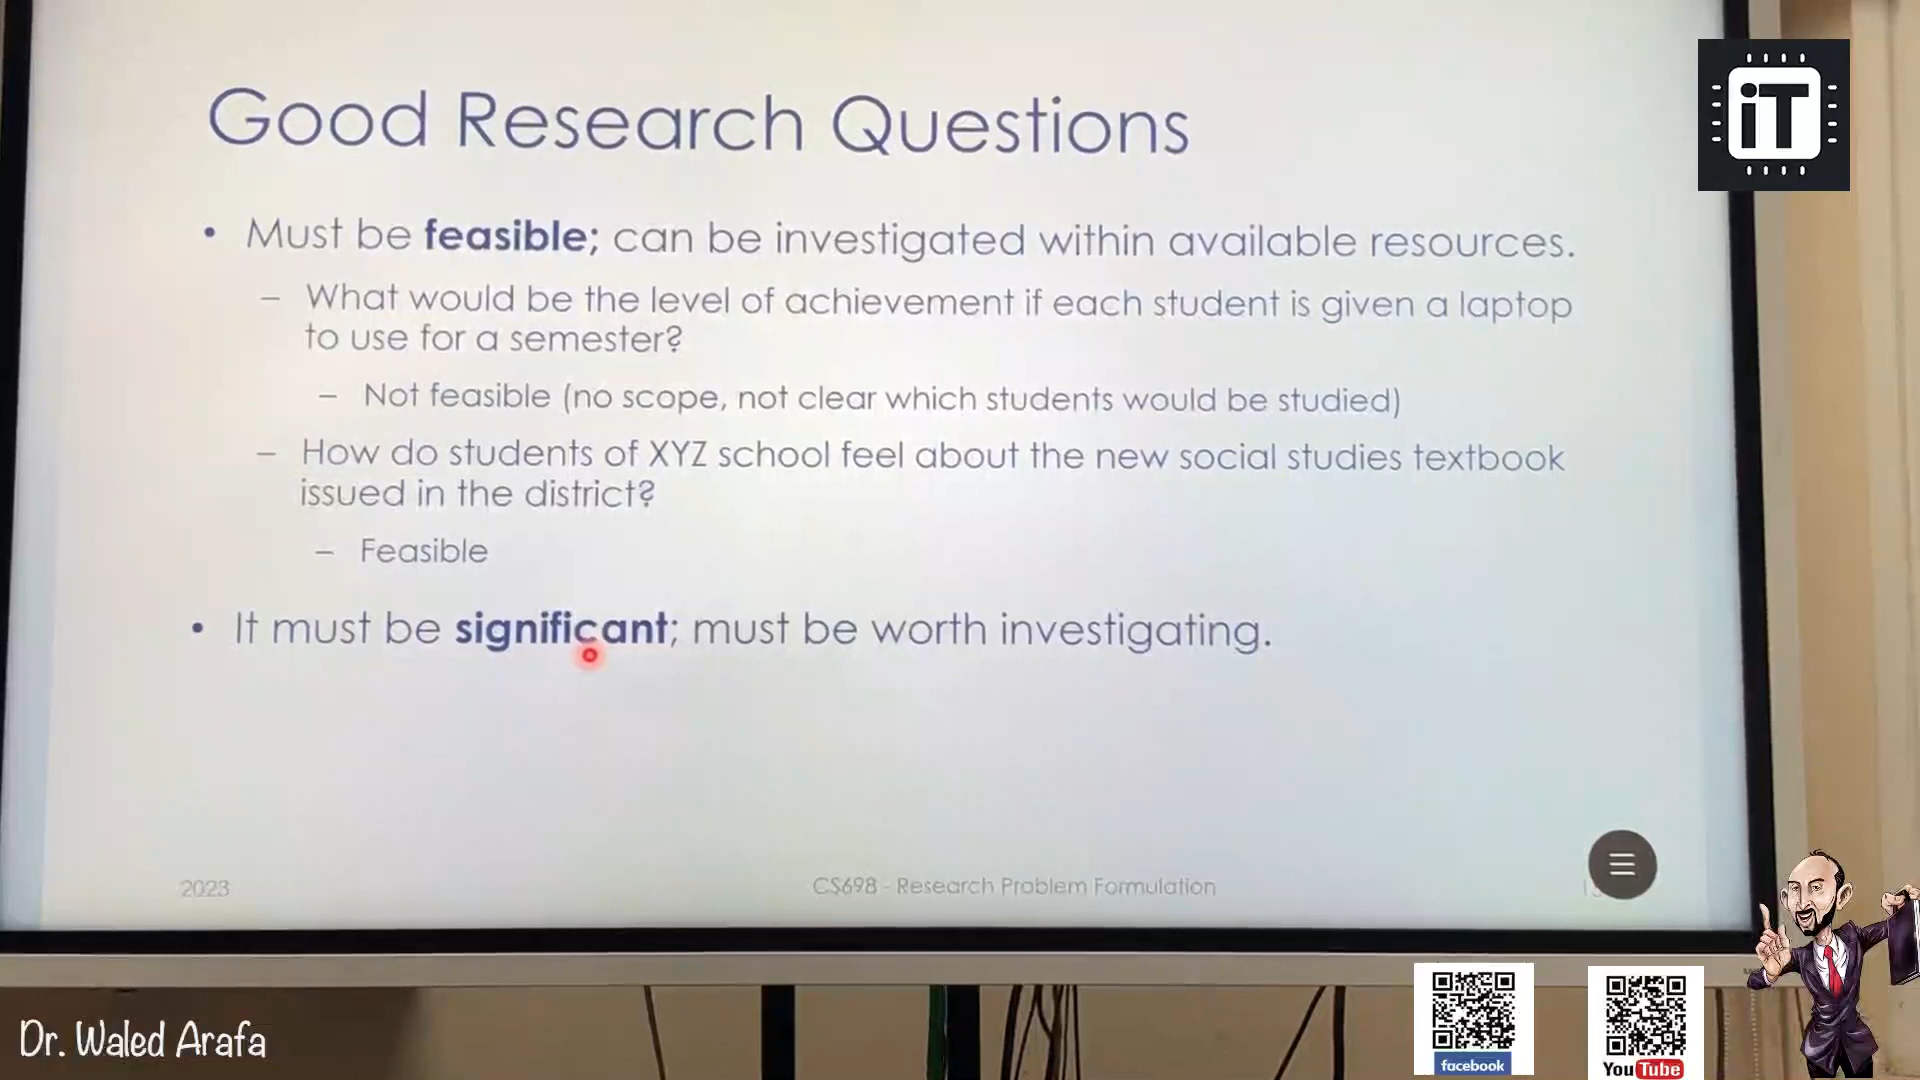 iT
Good Research Questions
• Must be feasible; can be investigated within available resources.
– What would be the level of achievement if each student is given a laptop
to use for a semester?
– Not feasible (no scope, not clear which students would be studied)
– How do students of XYZ school feel about the new social studies textbook
issued in the district?
– Feasible
• It must be significant; must be worth investigating.
2023
CS698 - Research Problem Formulation
Dr. Waled Arafa
facebook
YouTube